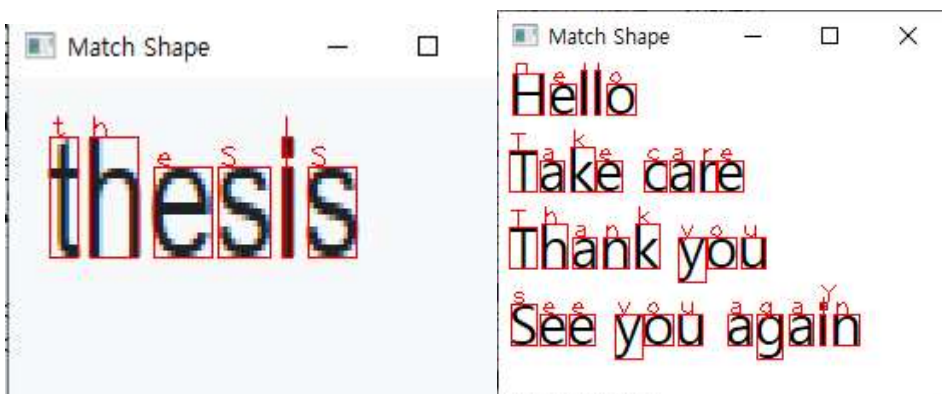 Match Shape
t h e S l S
thesis
Match Shape
e l l o
Hello
T a k e c a r e
Take care
T h a n k y o u
Thank you
s e e y o u a g a Y n
See you again